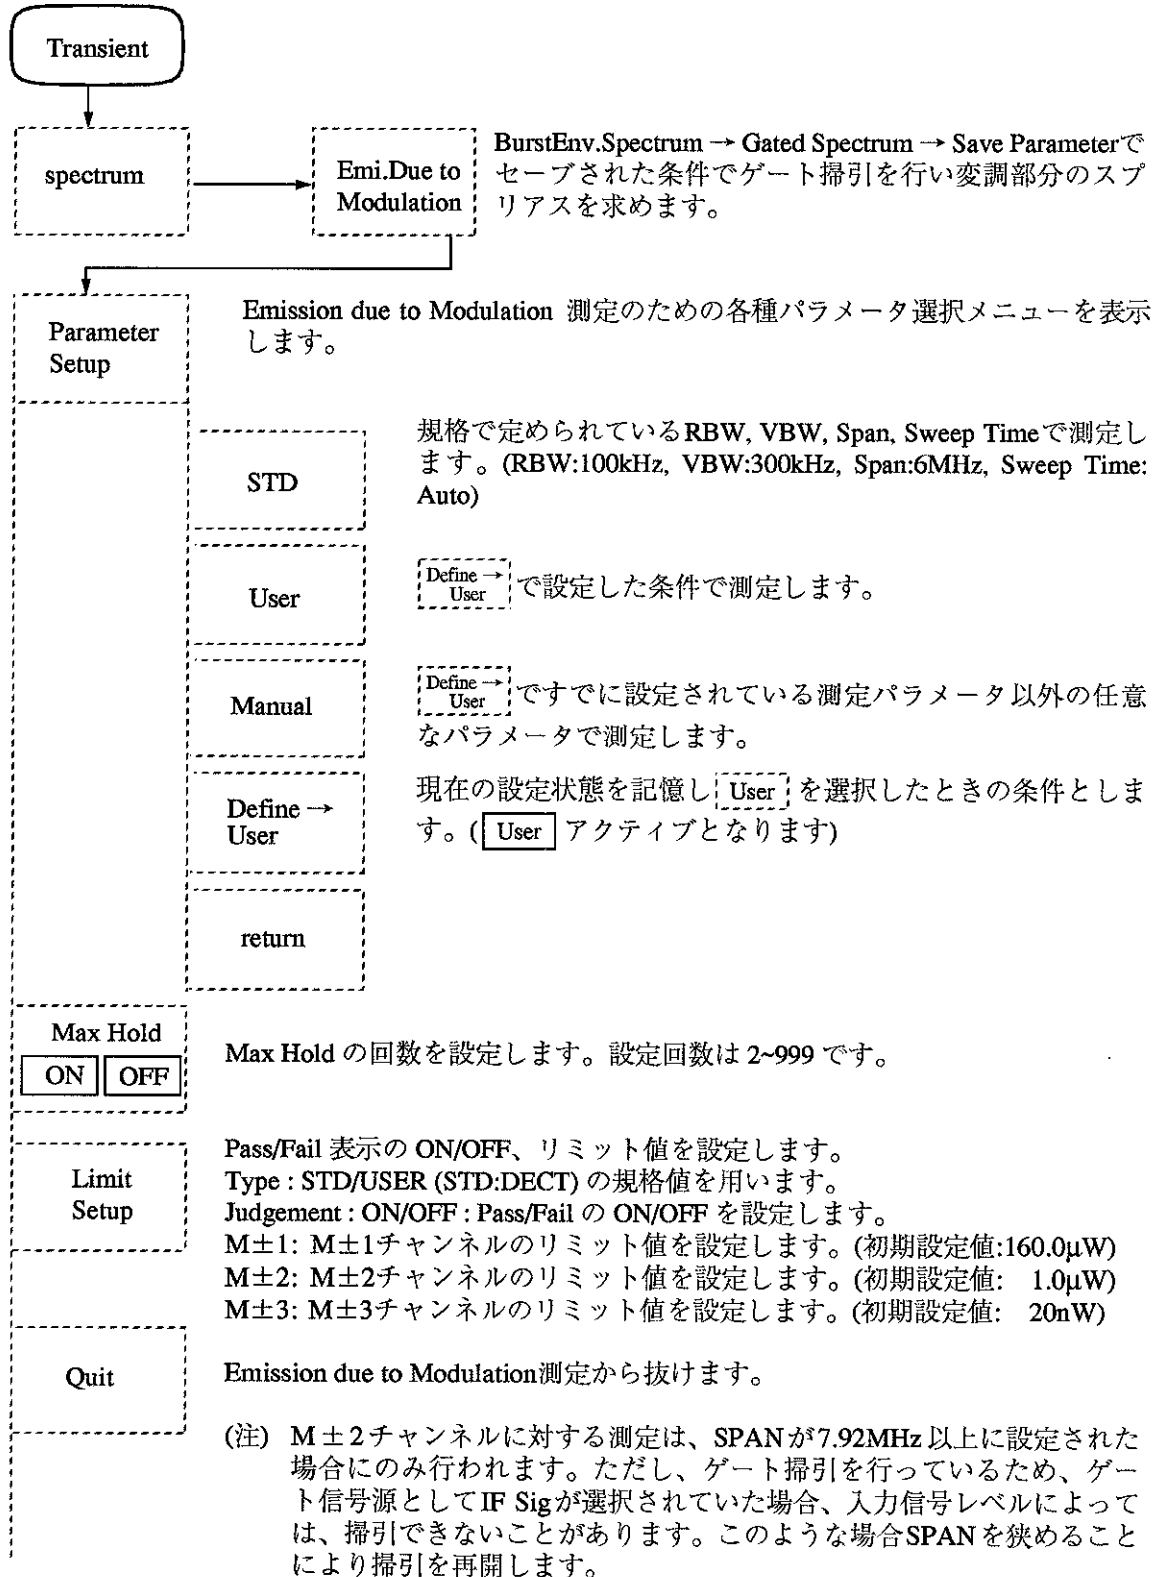 Transient
spectrum
Emi.Due to
Modulation
BurstEnv.Spectrum → Gated Spectrum → Save Parameterで
セーブされた条件でゲート掃引を行い変調部分のスプ
リアスを求めます。
Parameter
Setup
Emission due to Modulation 測定のための各種パラメータ選択メニューを表示
します。
STD
規格で定められているRBW, VBW, Span, Sweep Timeで測定し
ます。(RBW:100kHz, VBW:300kHz, Span:6MHz, Sweep Time:
Auto)
User
Define →
User
で設定した条件で測定します。
Manual
Define →
User
ですでに設定されている測定パラメータ以外の任意
なパラメータで測定します。
Define →
User
現在の設定状態を記憶し User を選択したときの条件としま
す。( User アクティブとなります)
return
Max Hold
ON OFF
Max Hold の回数を設定します。設定回数は 2~999 です。
Limit
Setup
Pass/Fail 表示の ON/OFF、リミット値を設定します。
Type : STD/USER (STD:DECT) の規格値を用います。
Judgement : ON/OFF : Pass/Fail の ON/OFF を設定します。
M±1: M±1チャンネルのリミット値を設定します。(初期設定値:160.0μW)
M±2: M±2チャンネルのリミット値を設定します。(初期設定値: 1.0μW)
M±3: M±3チャンネルのリミット値を設定します。(初期設定値: 20nW)
Quit
Emission due to Modulation測定から抜けます。
(注) M±2チャンネルに対する測定は、SPANが7.92MHz 以上に設定された
場合にのみ行われます。ただし、ゲート掃引を行っているため、ゲー
ト信号源としてIF Sigが選択されていた場合、入力信号レベルによって
は、掃引できないことがあります。このような場合SPANを狭めること
により掃引を再開します。